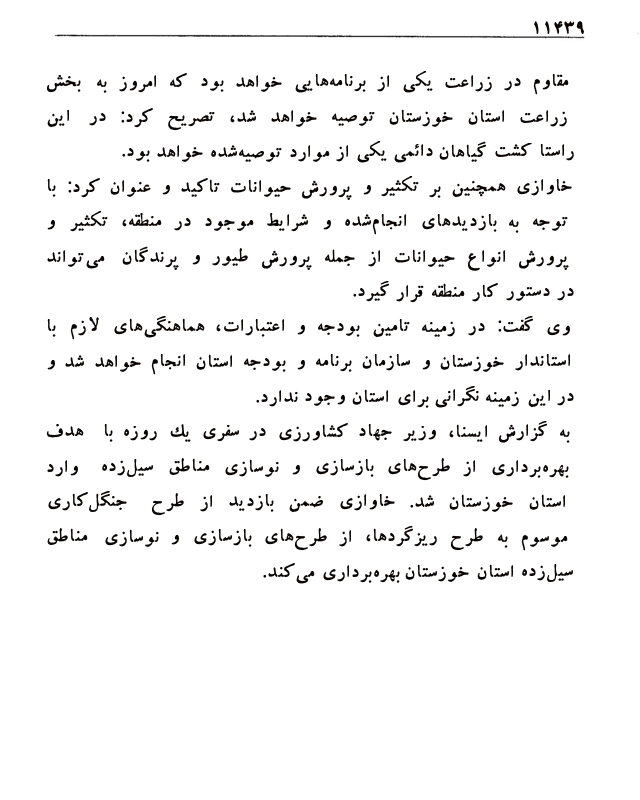 ۱۱۴۳۹
مقاوم در زراعت یکی از برنامه‌هایی خواهد بود که امروز به بخش
زراعت استان خوزستان توصیه خواهد شد، تصریح کرد: در این
راستا کشت گیاهان دائمی یکی از موارد توصیه‌شده خواهد بود.
خاوازی همچنین بر تکثیر و پرورش حیوانات تاکید و عنوان کرد: با
توجه به بازدیدهای انجام‌شده و شرایط موجود در منطقه، تکثیر و
پرورش انواع حیوانات از جمله پرورش طیور و پرندگان می‌تواند
در دستور کار منطقه قرار گیرد.
وی گفت: در زمینه تامین بودجه و اعتبارات، هماهنگی‌های لازم با
استاندار خوزستان و سازمان برنامه و بودجه استان انجام خواهد شد و
در این زمینه نگرانی برای استان وجود ندارد.
به گزارش ایسنا، وزیر جهاد کشاورزی در سفری یك روزه با هدف
بهره‌برداری از طرح‌های بازسازی و نوسازی مناطق سیل‌زده وارد
استان خوزستان شد. خاوازی ضمن بازدید از طرح جنگل‌کاری
موسوم به طرح ریزگردها، از طرح‌های بازسازی و نوسازی مناطق
سیل‌زده استان خوزستان بهره‌برداری می‌کند.